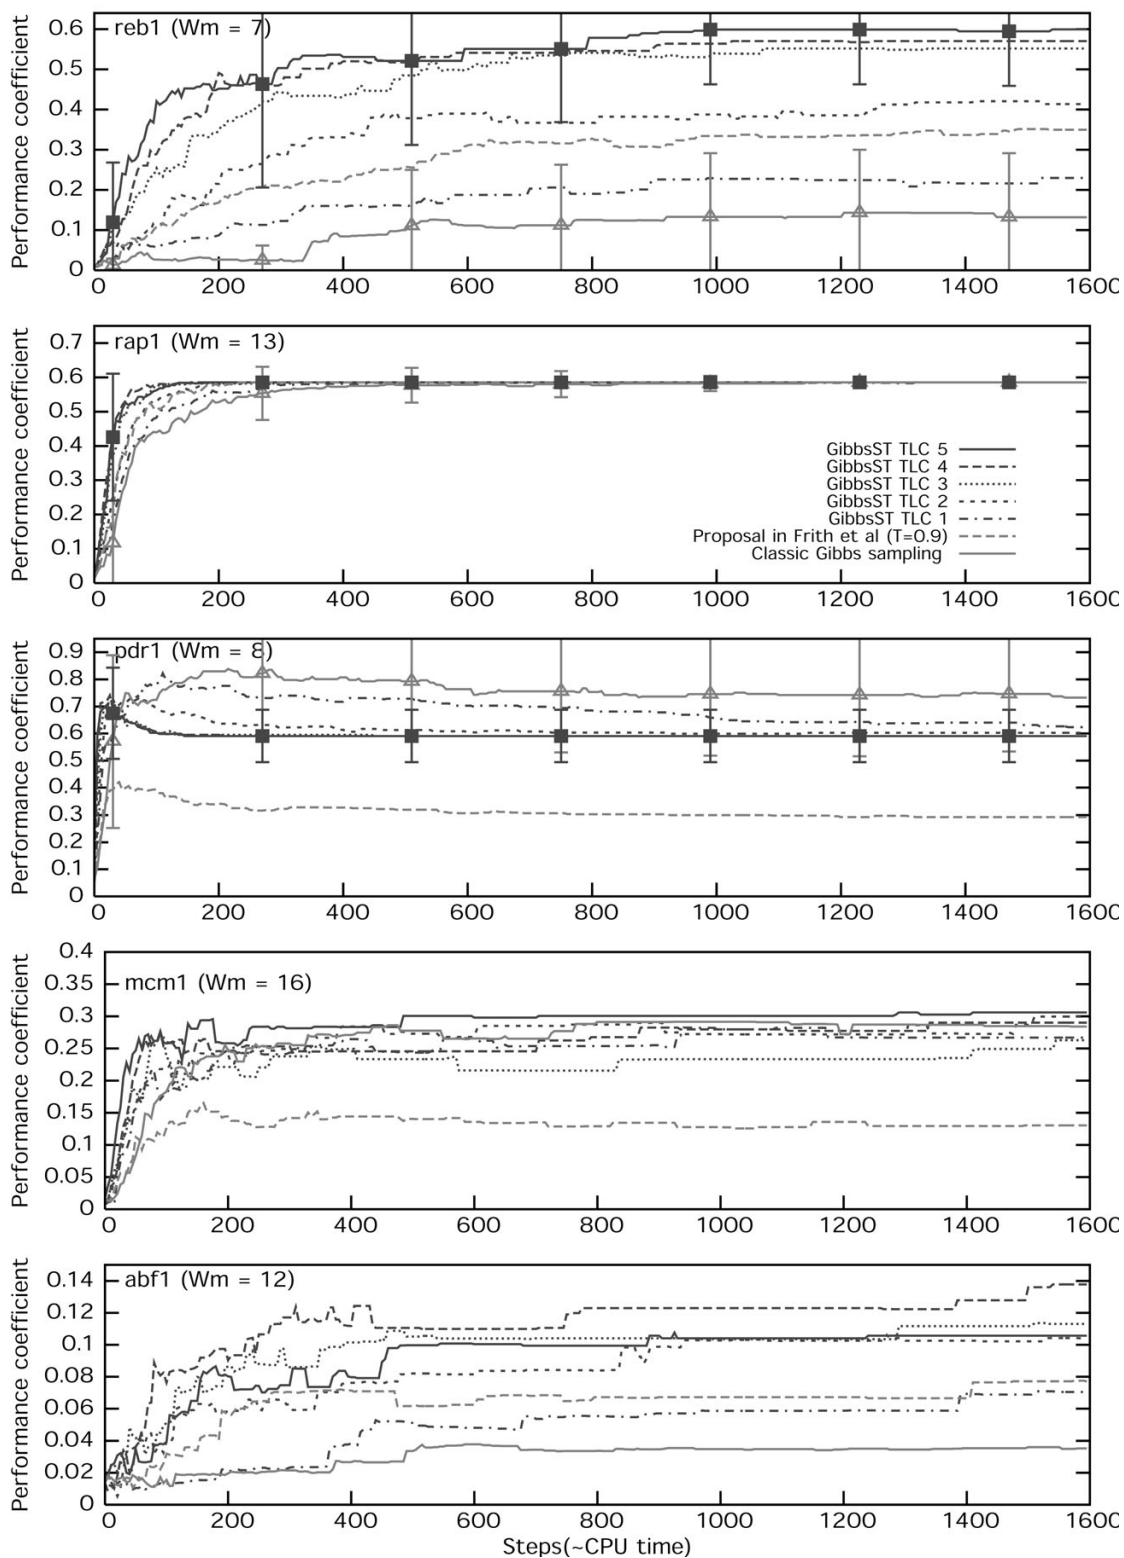 reb1 (Wm = 7)
Performance coefficient
0.6
0.5
0.4
0.3
0.2
0.1
0
0 200 400 600 800 1000 1200 1400 1600
rap1 (Wm = 13)
Performance coefficient
0.7
0.6
0.5
0.4
0.3
0.2
0.1
0
GibbsST TLC 5
GibbsST TLC 4
GibbsST TLC 3
GibbsST TLC 2
GibbsST TLC 1
Proposal in Frith et al (T=0.9)
Classic Gibbs sampling
0 200 400 600 800 1000 1200 1400 1600
pdr1 (Wm = 8)
Performance coefficient
0.9
0.8
0.7
0.6
0.5
0.4
0.3
0.2
0.1
0
0 200 400 600 800 1000 1200 1400 1600
mcm1 (Wm = 16)
Performance coefficient
0.4
0.35
0.3
0.25
0.2
0.15
0.1
0.05
0
0 200 400 600 800 1000 1200 1400 1600
abf1 (Wm = 12)
Performance coefficient
0.14
0.12
0.1
0.08
0.06
0.04
0.02
0
0 200 400 600 800 1000 1200 1400 1600
Steps(~CPU time)